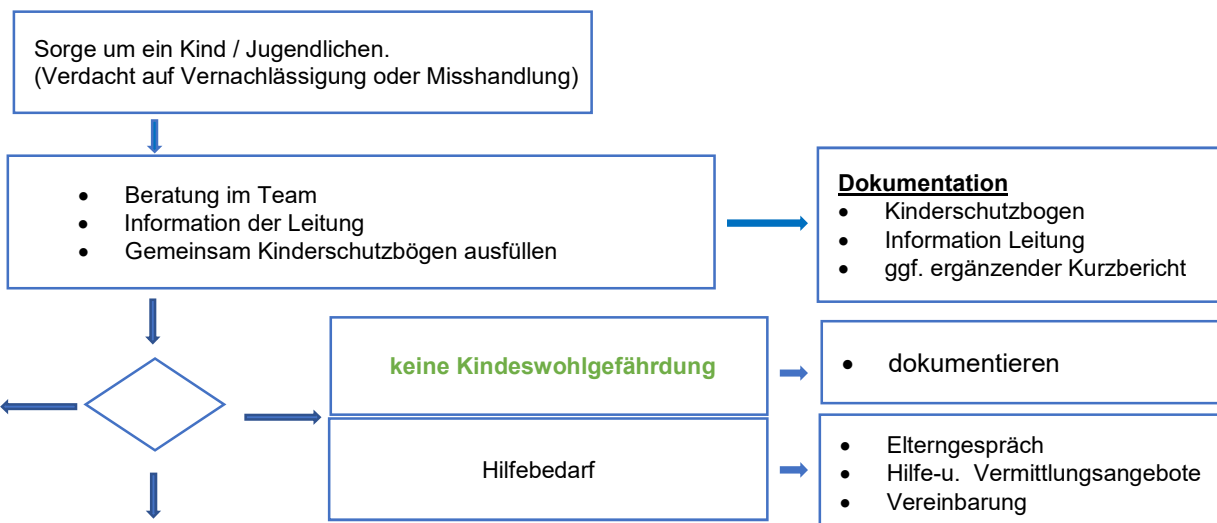 Sorge um ein Kind / Jugendlichen.
(Verdacht auf Vernachlässigung oder Misshandlung)
• Beratung im Team
• Information der Leitung
• Gemeinsam Kinderschutzbögen ausfüllen
Dokumentation
• Kinderschutzbogen
• Information Leitung
• ggf. ergänzender Kurzbericht
keine Kindeswohlgefährdung
• dokumentieren
Hilfebedarf
• Elterngespräch
• Hilfe-u. Vermittlungsangebote
• Vereinbarung